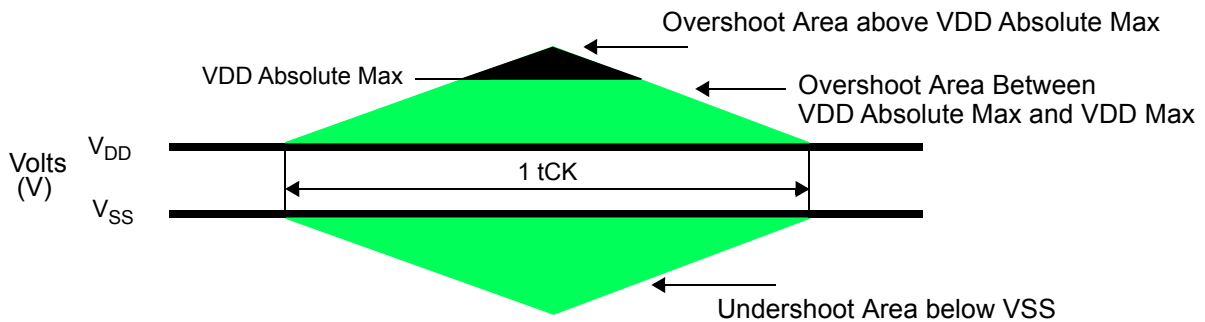 Overshoot Area above VDD Absolute Max
VDD Absolute Max
Overshoot Area Between
VDD Absolute Max and VDD Max
VDD
Volts
(V)
1 tCK
VSS
Undershoot Area below VSS